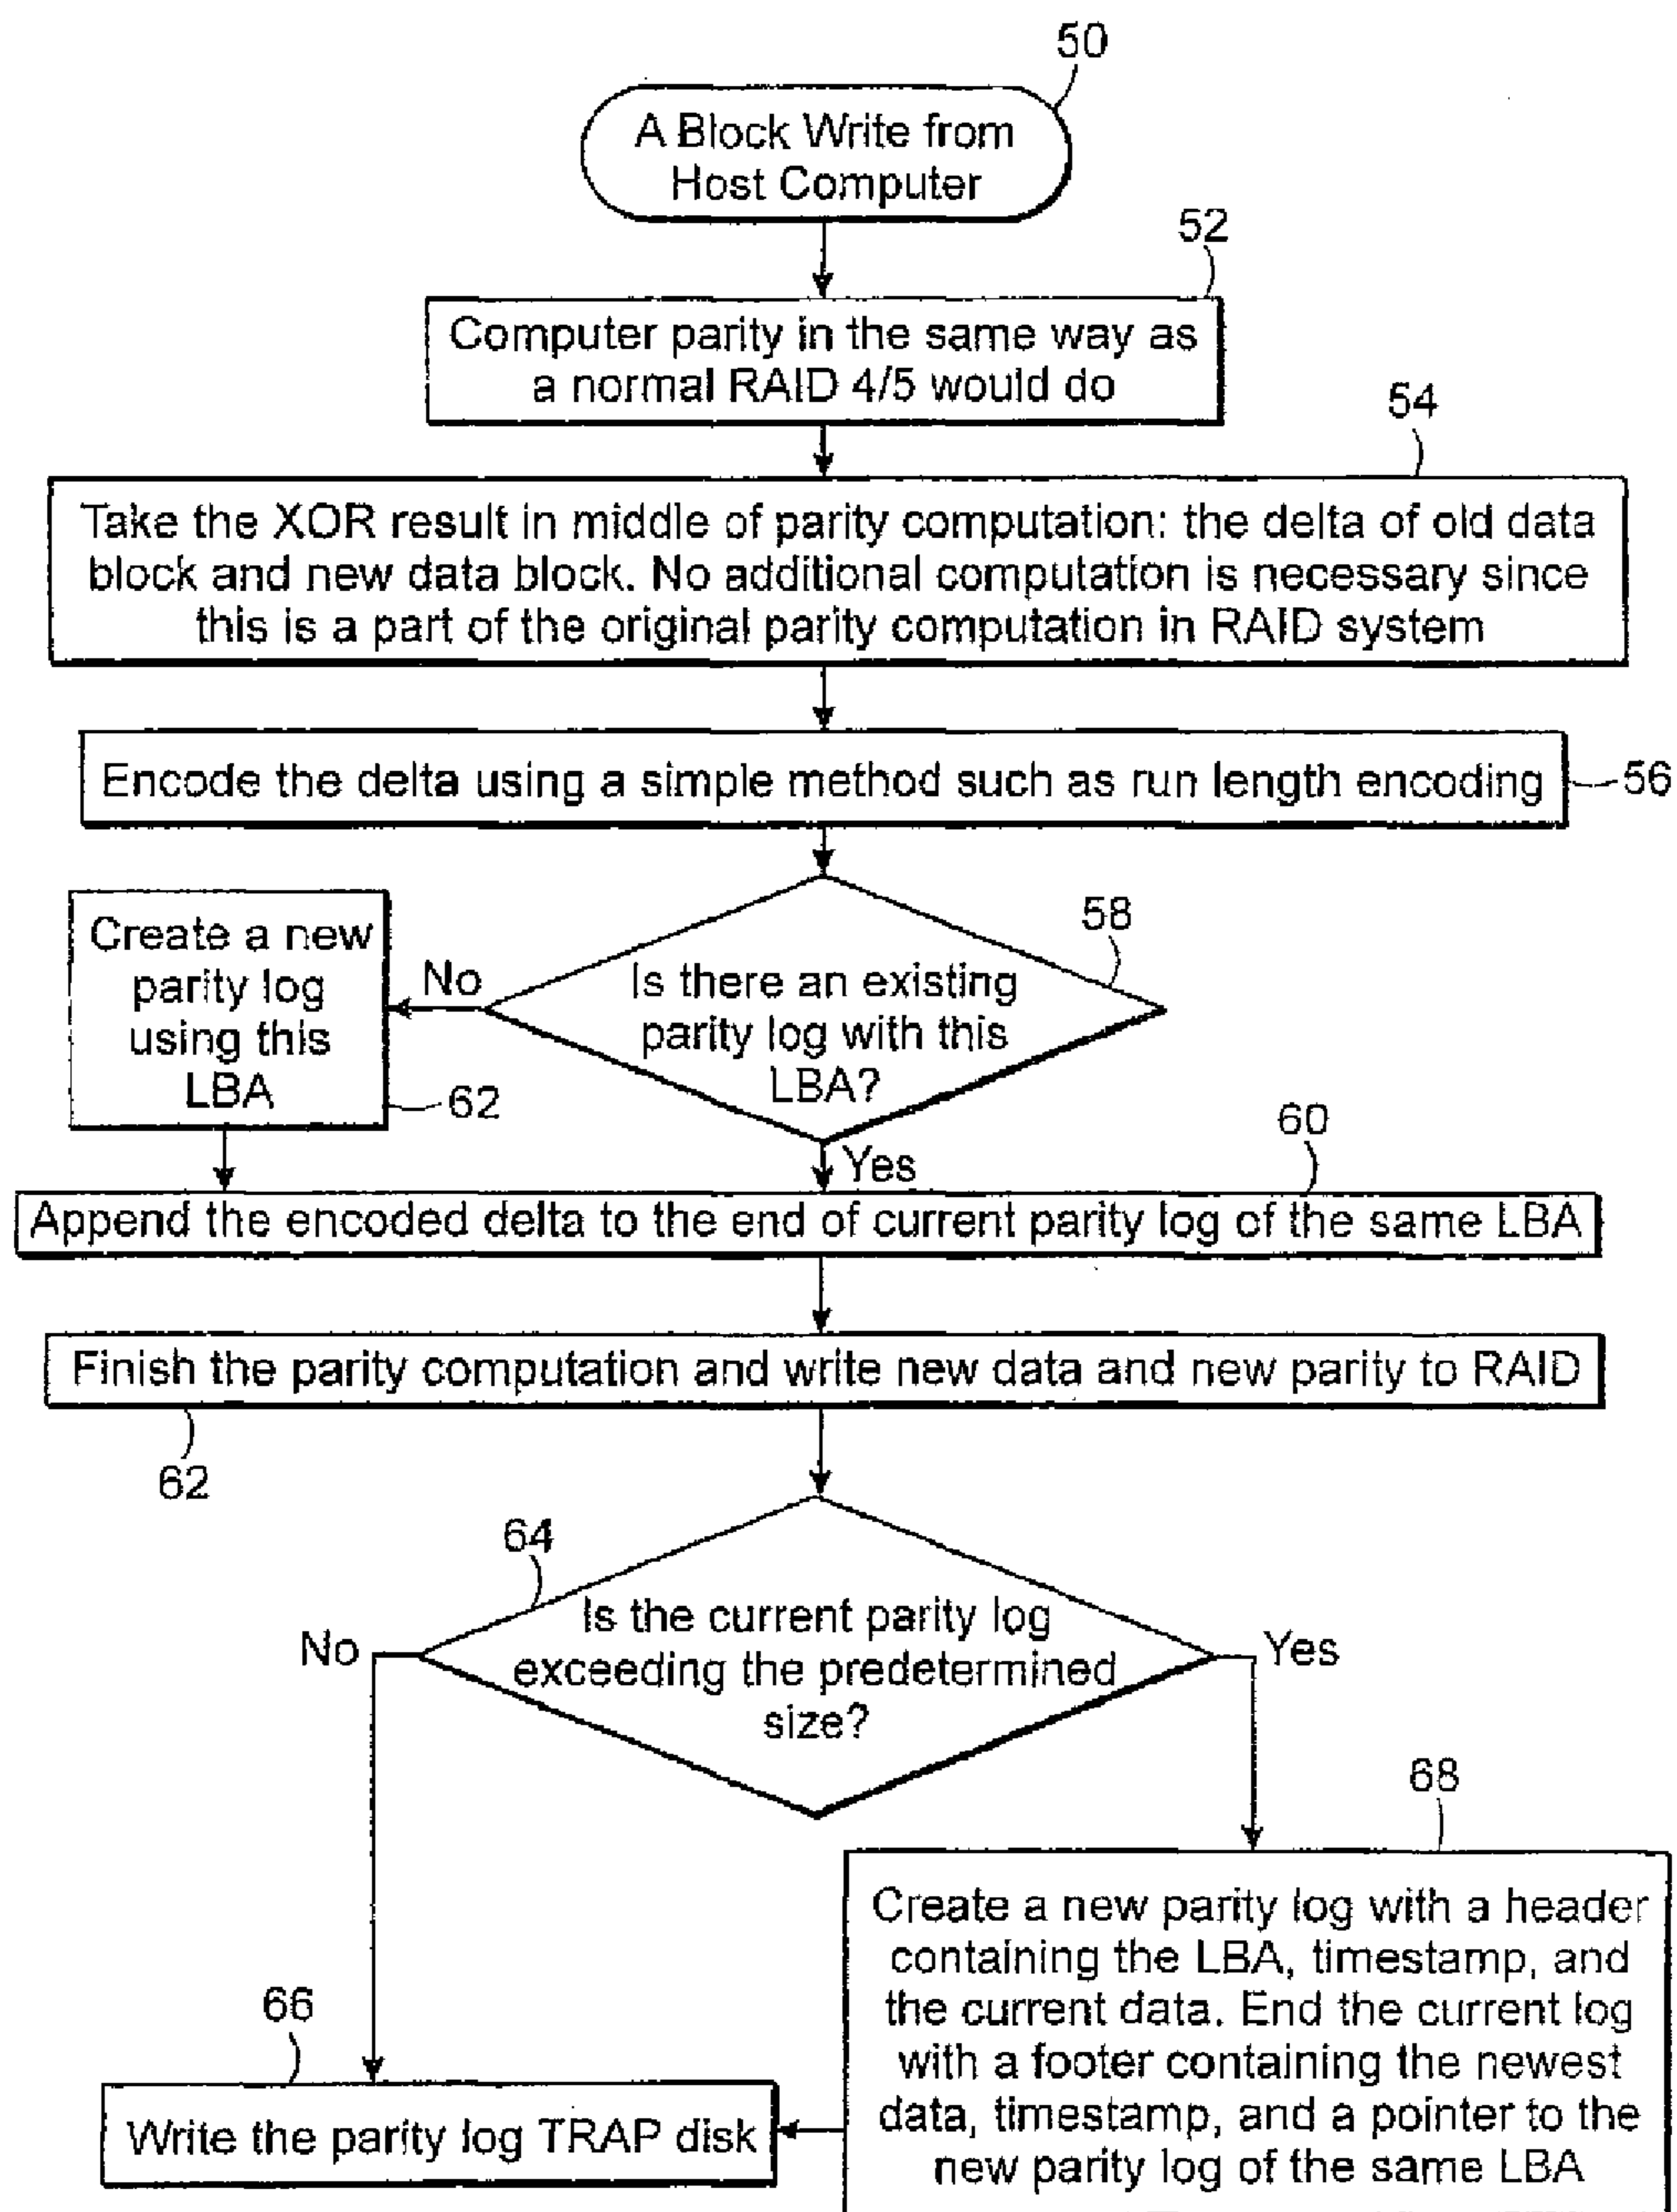 50
A Block Write from
Host Computer
52
Computer parity in the same way as
a normal RAID 4/5 would do
54
Take the XOR result in middle of parity computation: the delta of old data
block and new data block. No additional computation is necessary since
this is a part of the original parity computation in RAID system
Encode the delta using a simple method such as run length encoding
56
58
Create a new
parity log
using this
LBA
62
No
Is there an existing
parity log with this
LBA?
Yes
60
Append the encoded delta to the end of current parity log of the same LBA
Finish the parity computation and write new data and new parity to RAID
62
64
Is the current parity log
exceeding the predetermined
size?
No
Yes
68
Create a new parity log with a header
containing the LBA, timestamp, and
the current data. End the current log
with a footer containing the newest
data, timestamp, and a pointer to the
new parity log of the same LBA
66
Write the parity log TRAP disk